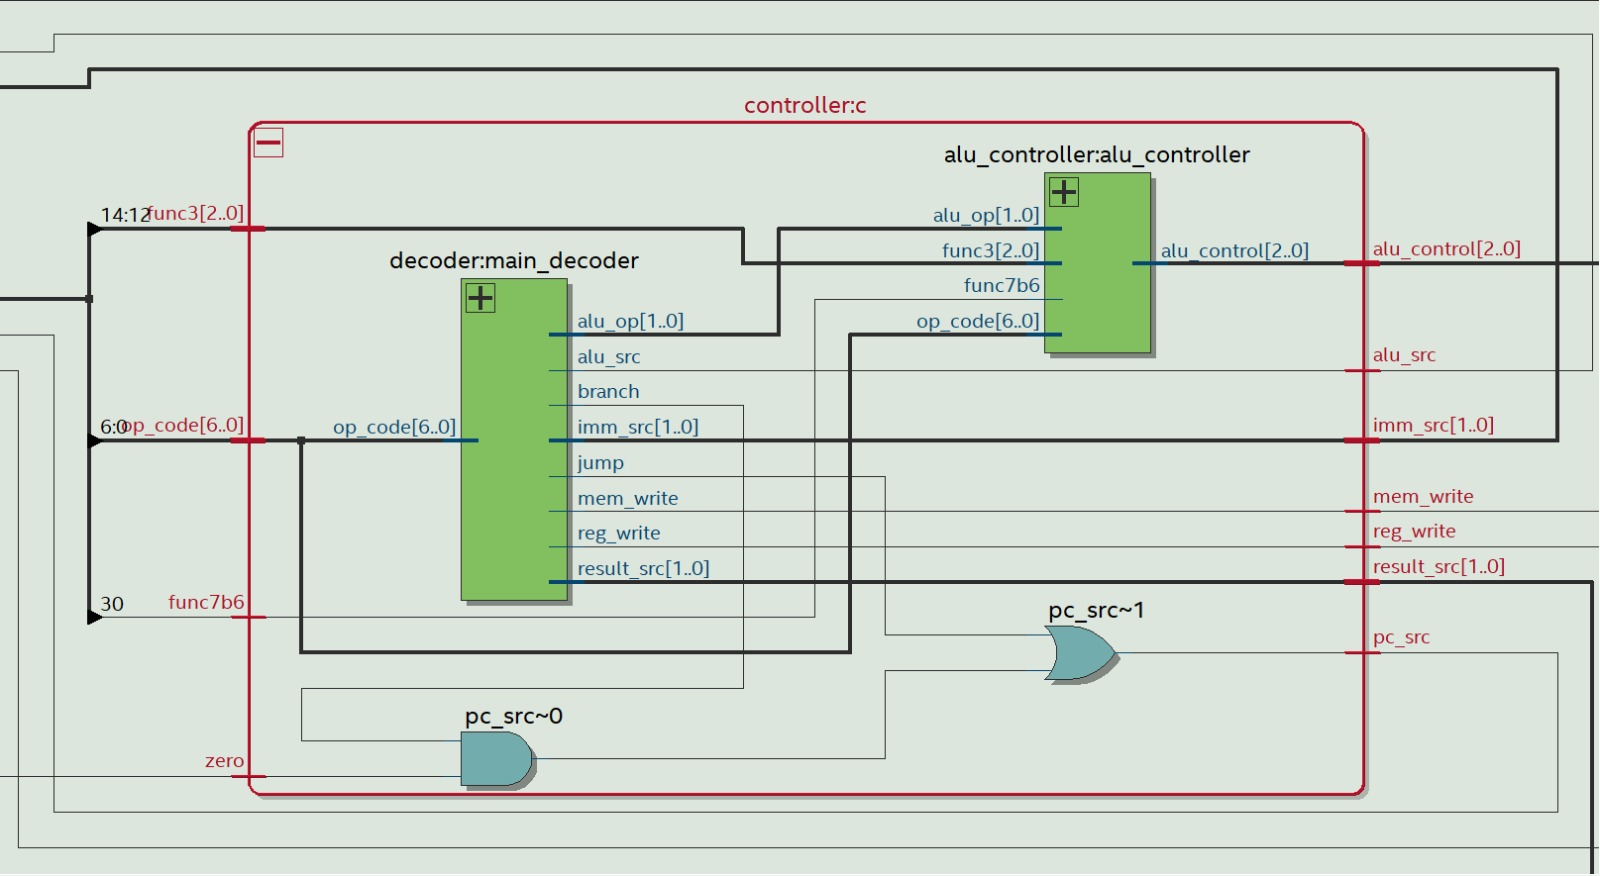 controller:c
alu_controller:alu_controller
14:12
func3[2..0]
alu_op[1..0]
func3[2..0]
alu_control[2..0]
alu_control[2..0]
decoder:main_decoder
func7b6
alu_op[1..0]
op_code[6..0]
alu_src
alu_src
branch
6:0
op_code[6..0]
op_code[6..0]
imm_src[1..0]
imm_src[1..0]
jump
mem_write
mem_write
reg_write
reg_write
result_src[1..0]
result_src[1..0]
30
func7b6
pc_src~1
pc_src
pc_src~0
zero